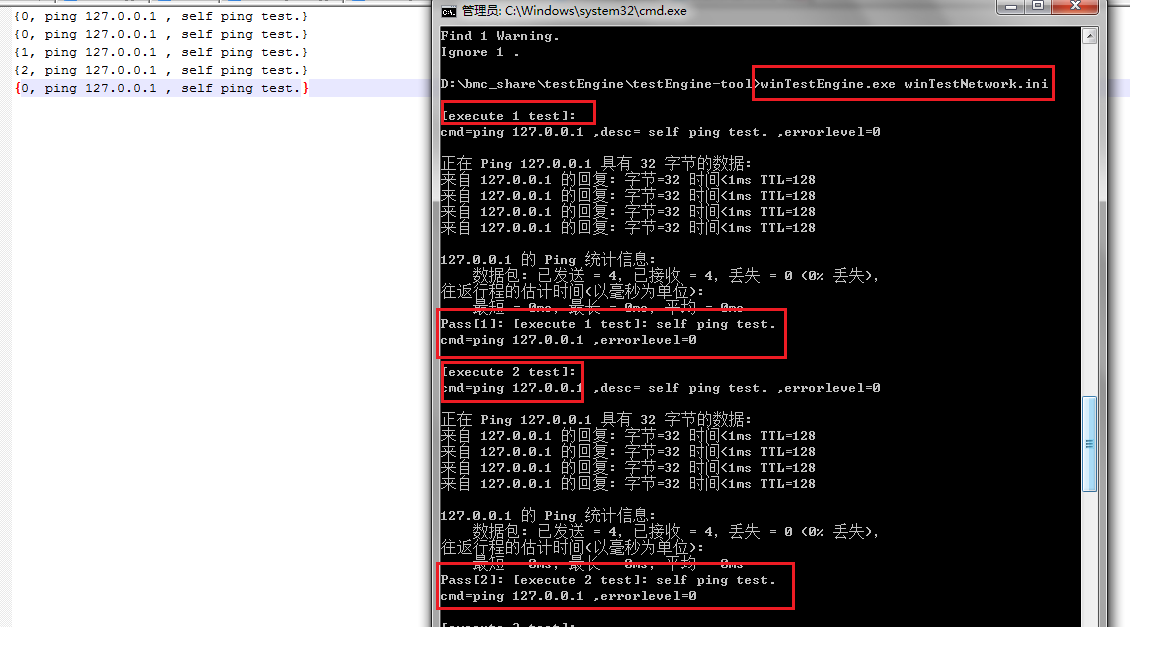 {0, ping 127.0.0.1 , self ping test.}
{0, ping 127.0.0.1 , self ping test.}
{1, ping 127.0.0.1 , self ping test.}
{2, ping 127.0.0.1 , self ping test.}
{0, ping 127.0.0.1 , self ping test.}
管理员: C:\Windows\system32\cmd.exe
Find 1 Warning.
Ignore 1 .
D:\bmc_share\testEngine\testEngine-tool>winTestEngine.exe winTestNetwork.ini
[execute 1 test]:
cmd=ping 127.0.0.1 ,desc= self ping test. ,errorlevel=0
正在 Ping 127.0.0.1 具有 32 字节的数据:
来自 127.0.0.1 的回复: 字节=32 时间<1ms TTL=128
来自 127.0.0.1 的回复: 字节=32 时间<1ms TTL=128
来自 127.0.0.1 的回复: 字节=32 时间<1ms TTL=128
来自 127.0.0.1 的回复: 字节=32 时间<1ms TTL=128
127.0.0.1 的 Ping 统计信息:
数据包: 已发送 = 4, 已接收 = 4, 丢失 = 0 (0% 丢失),
往返行程的估计时间(以毫秒为单位):
最短 = 0ms, 最长 = 0ms, 平均 = 0ms
Pass[1]: [execute 1 test]: self ping test.
cmd=ping 127.0.0.1 ,errorlevel=0
[execute 2 test]:
cmd=ping 127.0.0.1 ,desc= self ping test. ,errorlevel=0
正在 Ping 127.0.0.1 具有 32 字节的数据:
来自 127.0.0.1 的回复: 字节=32 时间<1ms TTL=128
来自 127.0.0.1 的回复: 字节=32 时间<1ms TTL=128
来自 127.0.0.1 的回复: 字节=32 时间<1ms TTL=128
来自 127.0.0.1 的回复: 字节=32 时间<1ms TTL=128
127.0.0.1 的 Ping 统计信息:
数据包: 已发送 = 4, 已接收 = 4, 丢失 = 0 (0% 丢失),
往返行程的估计时间(以毫秒为单位):
最短 = 0ms, 最长 = 0ms, 平均 = 0ms
Pass[2]: [execute 2 test]: self ping test.
cmd=ping 127.0.0.1 ,errorlevel=0